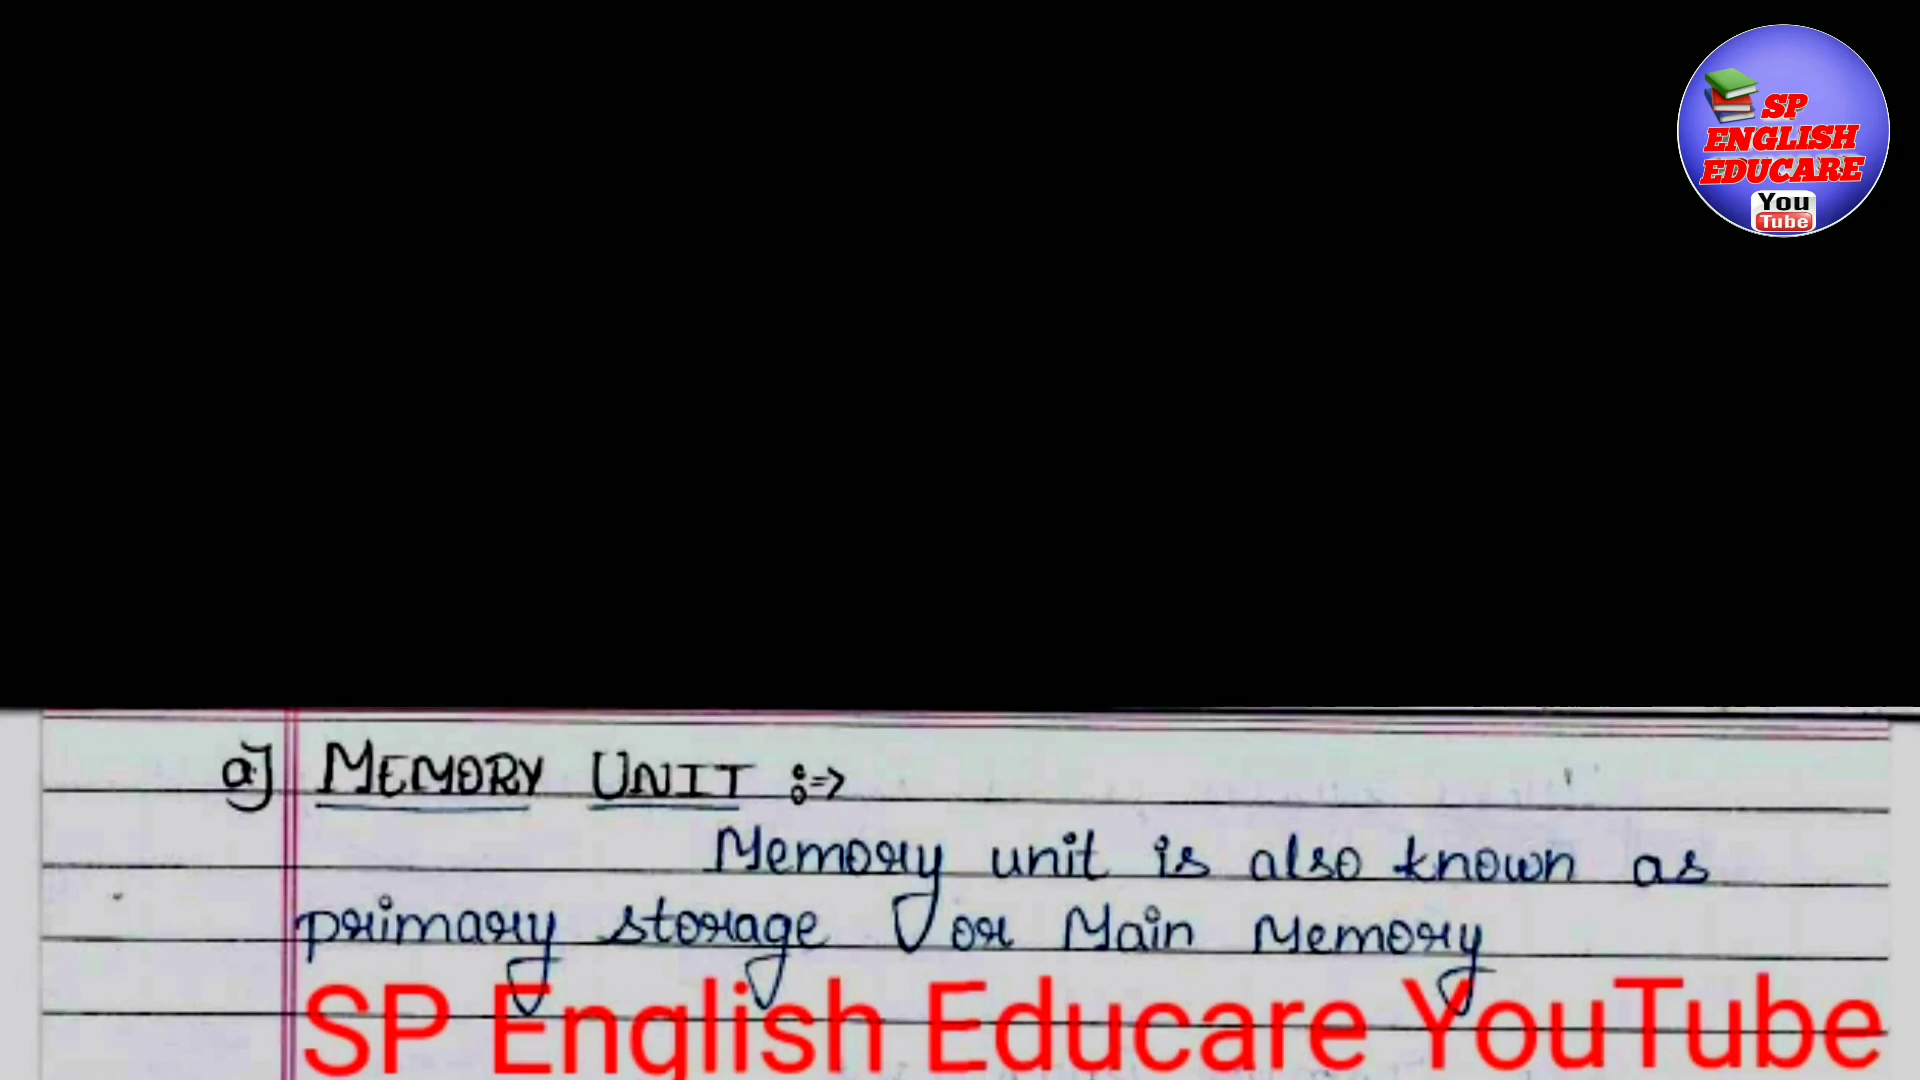 SP
ENGLISH
EDUCARE
You
Tube
a) MEMORY UNIT :->
Memory unit is also known as
primary storage or Main Memory
SP English Educare YouTube